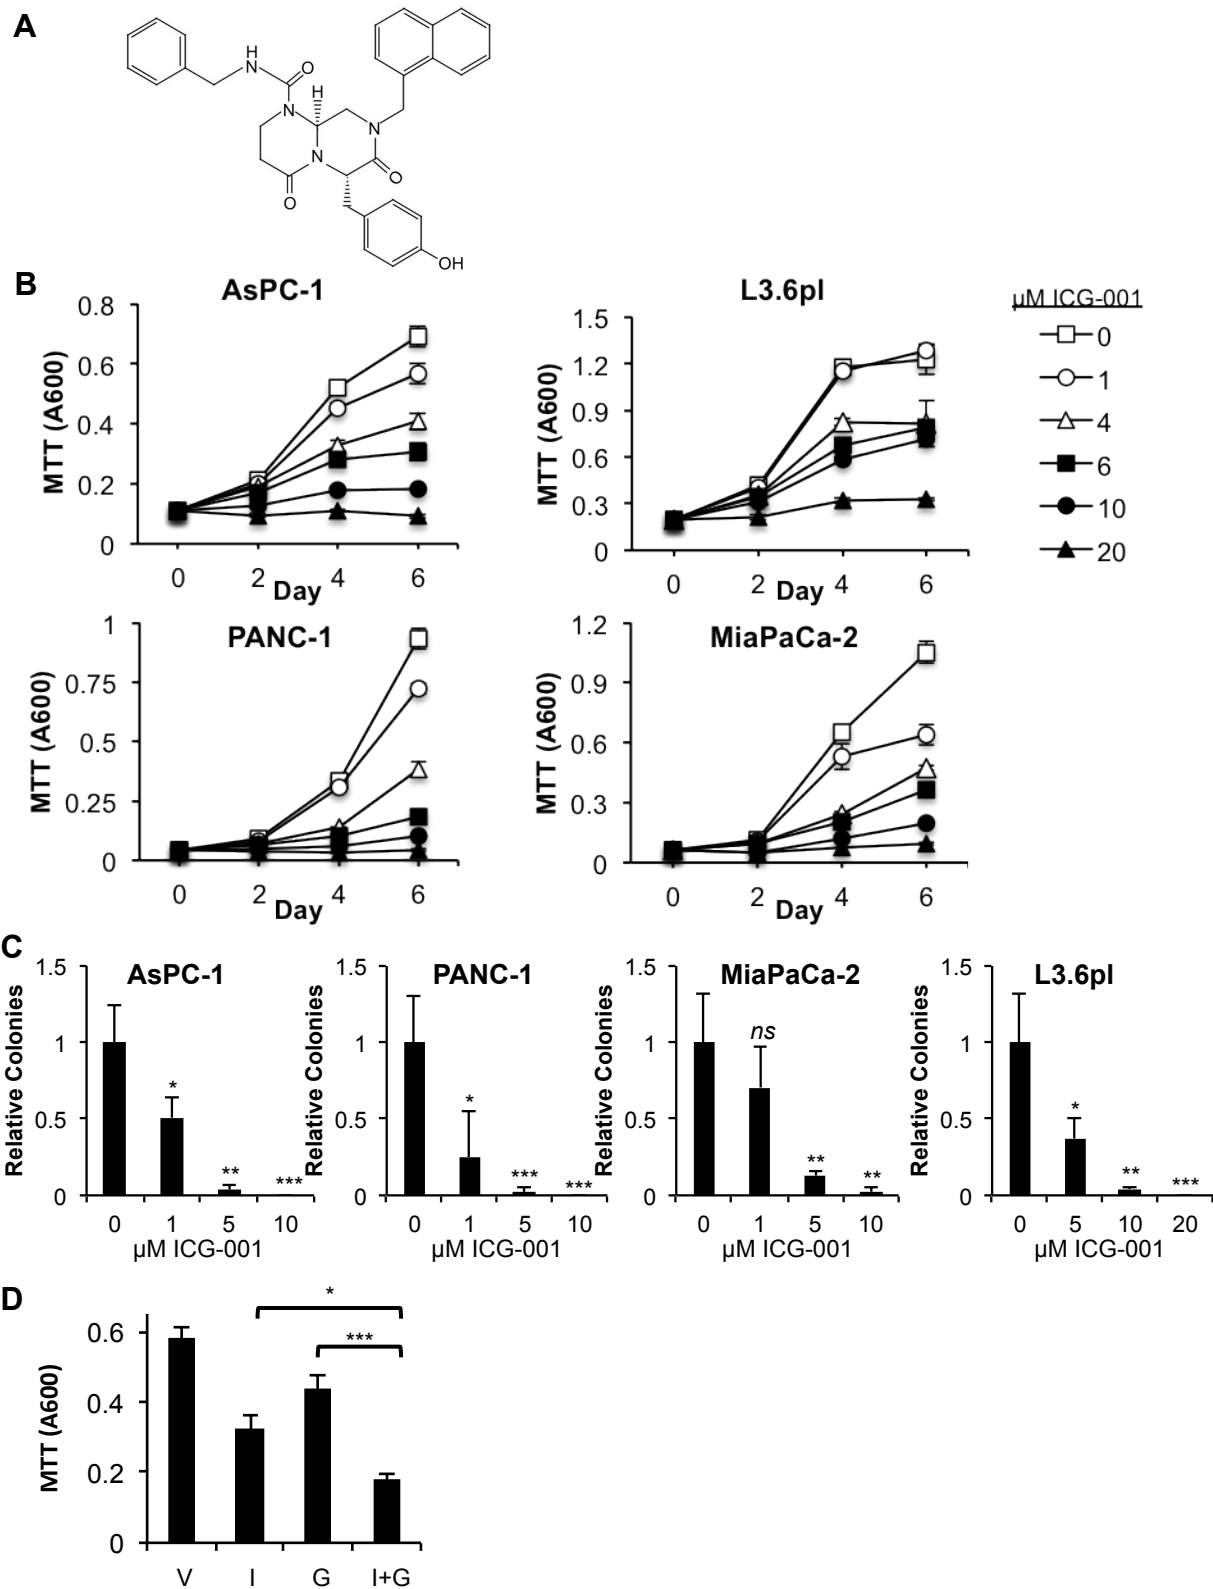 A
H
N
O
H
N
N
N
O
O
OH
B
AsPC-1
L3.6pl
µM ICG-001
0
1
4
6
10
20
MTT (A600)
0.8
0.6
0.4
0.2
0
0 2 4 6
Day
MTT (A600)
1.5
1.2
0.9
0.6
0.3
0
0 2 4 6
Day
PANC-1
MTT (A600)
1
0.75
0.5
0.25
0
0 2 4 6
Day
MiaPaCa-2
MTT (A600)
1.2
0.9
0.6
0.3
0
0 2 4 6
Day
C
AsPC-1
Relative Colonies
1.5
1
0.5
0
*
**
***
0 1 5 10
µM ICG-001
PANC-1
Relative Colonies
1.5
1
0.5
0
*
***
***
0 1 5 10
µM ICG-001
MiaPaCa-2
Relative Colonies
1.5
1
0.5
0
ns
**
**
0 1 5 10
µM ICG-001
L3.6pl
Relative Colonies
1.5
1
0.5
0
*
**
***
0 5 10 20
µM ICG-001
D
MTT (A600)
0.6
0.4
0.2
0
*
***
V I G I+G